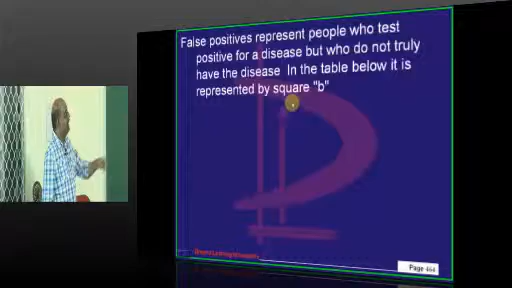 False positives represent people who test
positive for a disease but who do not truly
have the disease In the table below it is
represented by square "b"
Page 464